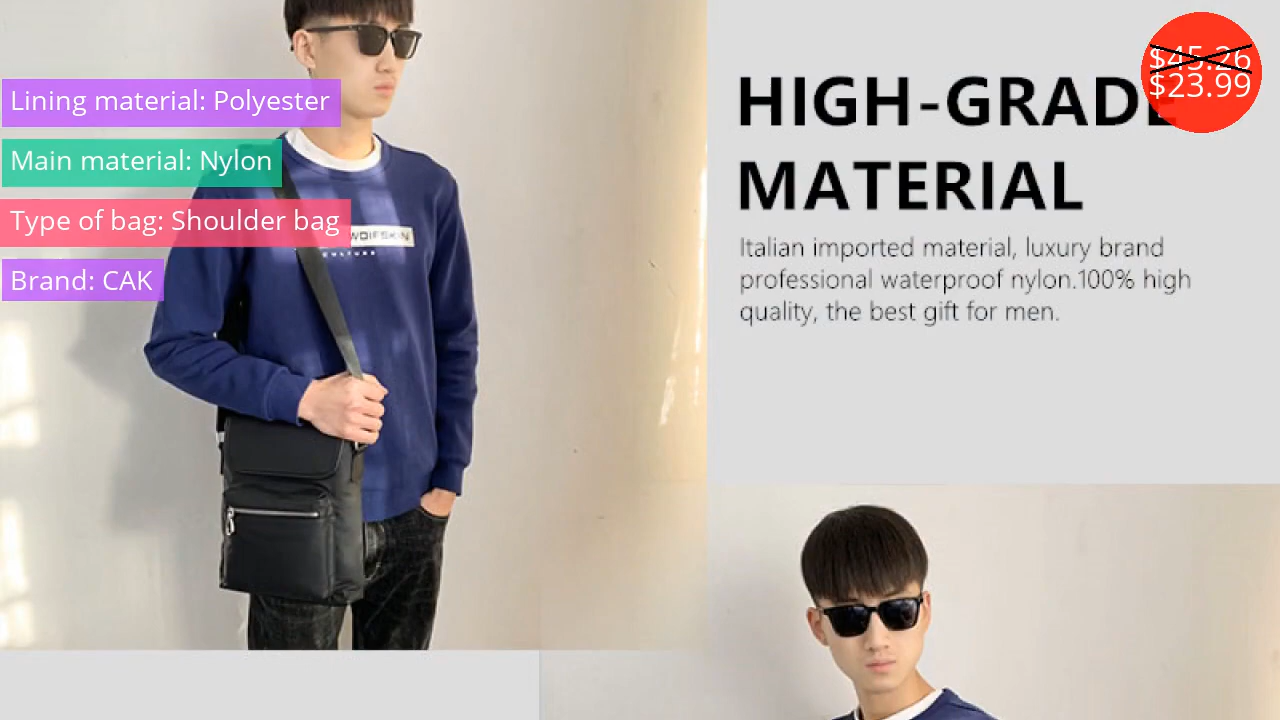 Lining material: Polyester
Main material: Nylon
Type of bag: Shoulder bag
Brand: CAK
CULTURE
$45.26
$23.99
HIGH-GRADE
MATERIAL
Italian imported material, luxury brand
professional waterproof nylon.100% high
quality, the best gift for men.